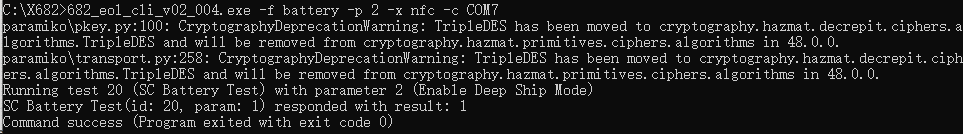 C:\X682>682_eol_cli_v02_004.exe -f battery -p 2 -x nfc -c COM7
paramiko\pkey.py:100: CryptographyDeprecationWarning: TripleDES has been moved to cryptography.hazmat.decrepit.ciphers.a
lgorithms.TripleDES and will be removed from cryptography.hazmat.primitives.ciphers.algorithms in 48.0.0.
paramiko\transport.py:258: CryptographyDeprecationWarning: TripleDES has been moved to cryptography.hazmat.decrepit.ciph
ers.algorithms.TripleDES and will be removed from cryptography.hazmat.primitives.ciphers.algorithms in 48.0.0.
Running test 20 (SC Battery Test) with parameter 2 (Enable Deep Ship Mode)
SC Battery Test(id: 20, param: 1) responded with result: 1
Command success (Program exited with exit code 0)